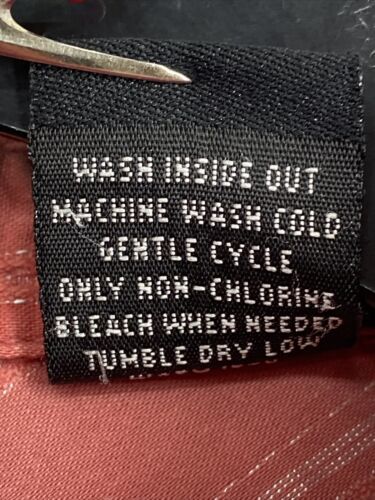 WASH INSIDE OUT
MACHINE WASH COLD
GENTLE CYCLE
ONLY NON-CHLORINE
BLEACH WHEN NEEDED
TUMBLE DRY LOW